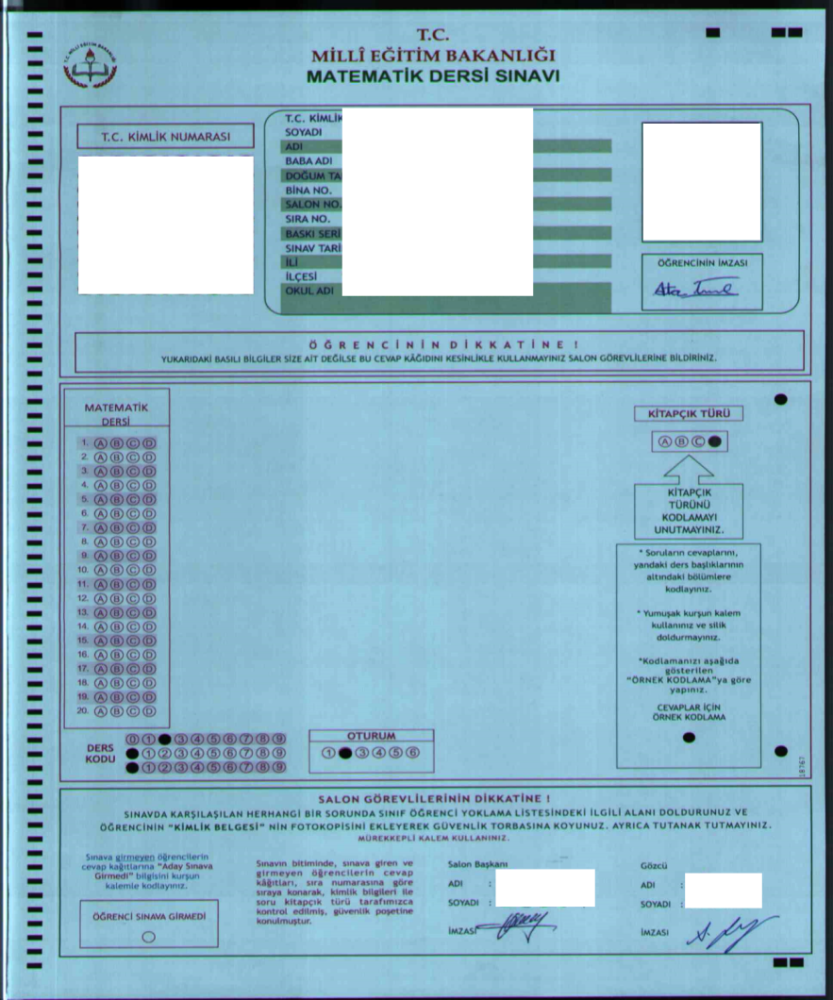 T.C.
MİLLÎ EĞİTİM BAKANLIĞI
MATEMATİK DERSİ SINAVI
T.C. MİLLÎ EĞİTİM BAKANLIĞI
T.C. KİMLİK NUMARASI
T.C. KİMLİK
SOYADI
ADI
BABA ADI
DOĞUM TA
BİNA NO.
SALON NO.
SIRA NO.
BASKI SERİ
SINAV TARİ
İLİ
İLÇESİ
OKUL ADI
ÖĞRENCİNİN İMZASI
ÖĞRENCİNİN DİKKATİNE !
YUKARIDAKİ BASILI BİLGİLER SİZE AİT DEĞİLSE BU CEVAP KÂĞIDINI KESİNLİKLE KULLANMAYINIZ SALON GÖREVLİLERİNE BİLDİRİNİZ.
MATEMATİK
DERSİ
1. A B C D
2. A B C D
3. A B C D
4. A B C D
5. A B C D
6. A B C D
7. A B C D
8. A B C D
9. A B C D
10. A B C D
11. A B C D
12. A B C D
13. A B C D
14. A B C D
15. A B C D
16. A B C D
17. A B C D
18. A B C D
19. A B C D
20. A B C D
KİTAPÇIK TÜRÜ
A B C
KİTAPÇIK
TÜRÜNÜ
KODLAMAYI
UNUTMAYINIZ.
* Soruların cevaplarını,
yandaki ders başlıklarının
altındaki bölümlere
kodlayınız.
* Yumuşak kurşun kalem
kullanınız ve silik
doldurmayınız.
*Kodlamanızı aşağıda
gösterilen
"ÖRNEK KODLAMA"ya göre
yapınız.
CEVAPLAR İÇİN
ÖRNEK KODLAMA
18767
DERS
KODU
0 1 3 4 5 6 7 8 9
1 2 3 4 5 6 7 8 9
1 2 3 4 5 6 7 8 9
OTURUM
1 3 4 5 6
SALON GÖREVLİLERİNİN DİKKATİNE !
SINAVDA KARŞILAŞILAN HERHANGİ BİR SORUNDA SINIF ÖĞRENCİ YOKLAMA LİSTESİNDEKİ İLGİLİ ALANI DOLDURUNUZ VE
ÖĞRENCİNİN "KİMLİK BELGESİ" NİN FOTOKOPİSİNİ EKLEYEREK GÜVENLİK TORBASINA KOYUNUZ. AYRICA TUTANAK TUTMAYINIZ.
MÜREKKEPLİ KALEM KULLANINIZ.
Sınava girmeyen öğrencilerin
cevap kağıtlarına "Aday Sınava
Girmedi" bilgisini kurşun
kalemle kodlayınız.
ÖĞRENCİ SINAVA GİRMEDİ
Sınavın bitiminde, sınava giren ve
girmeyen öğrencilerin cevap
kâğıtları, sıra numarasına göre
sıraya konarak, kimlik bilgileri ile
soru kitapçık türü tarafımızca
kontrol edilmiş, güvenlik poşetine
konulmuştur.
Salon Başkanı
ADI :
SOYADI :
İMZASI
Gözcü
ADI :
SOYADI :
İMZASI